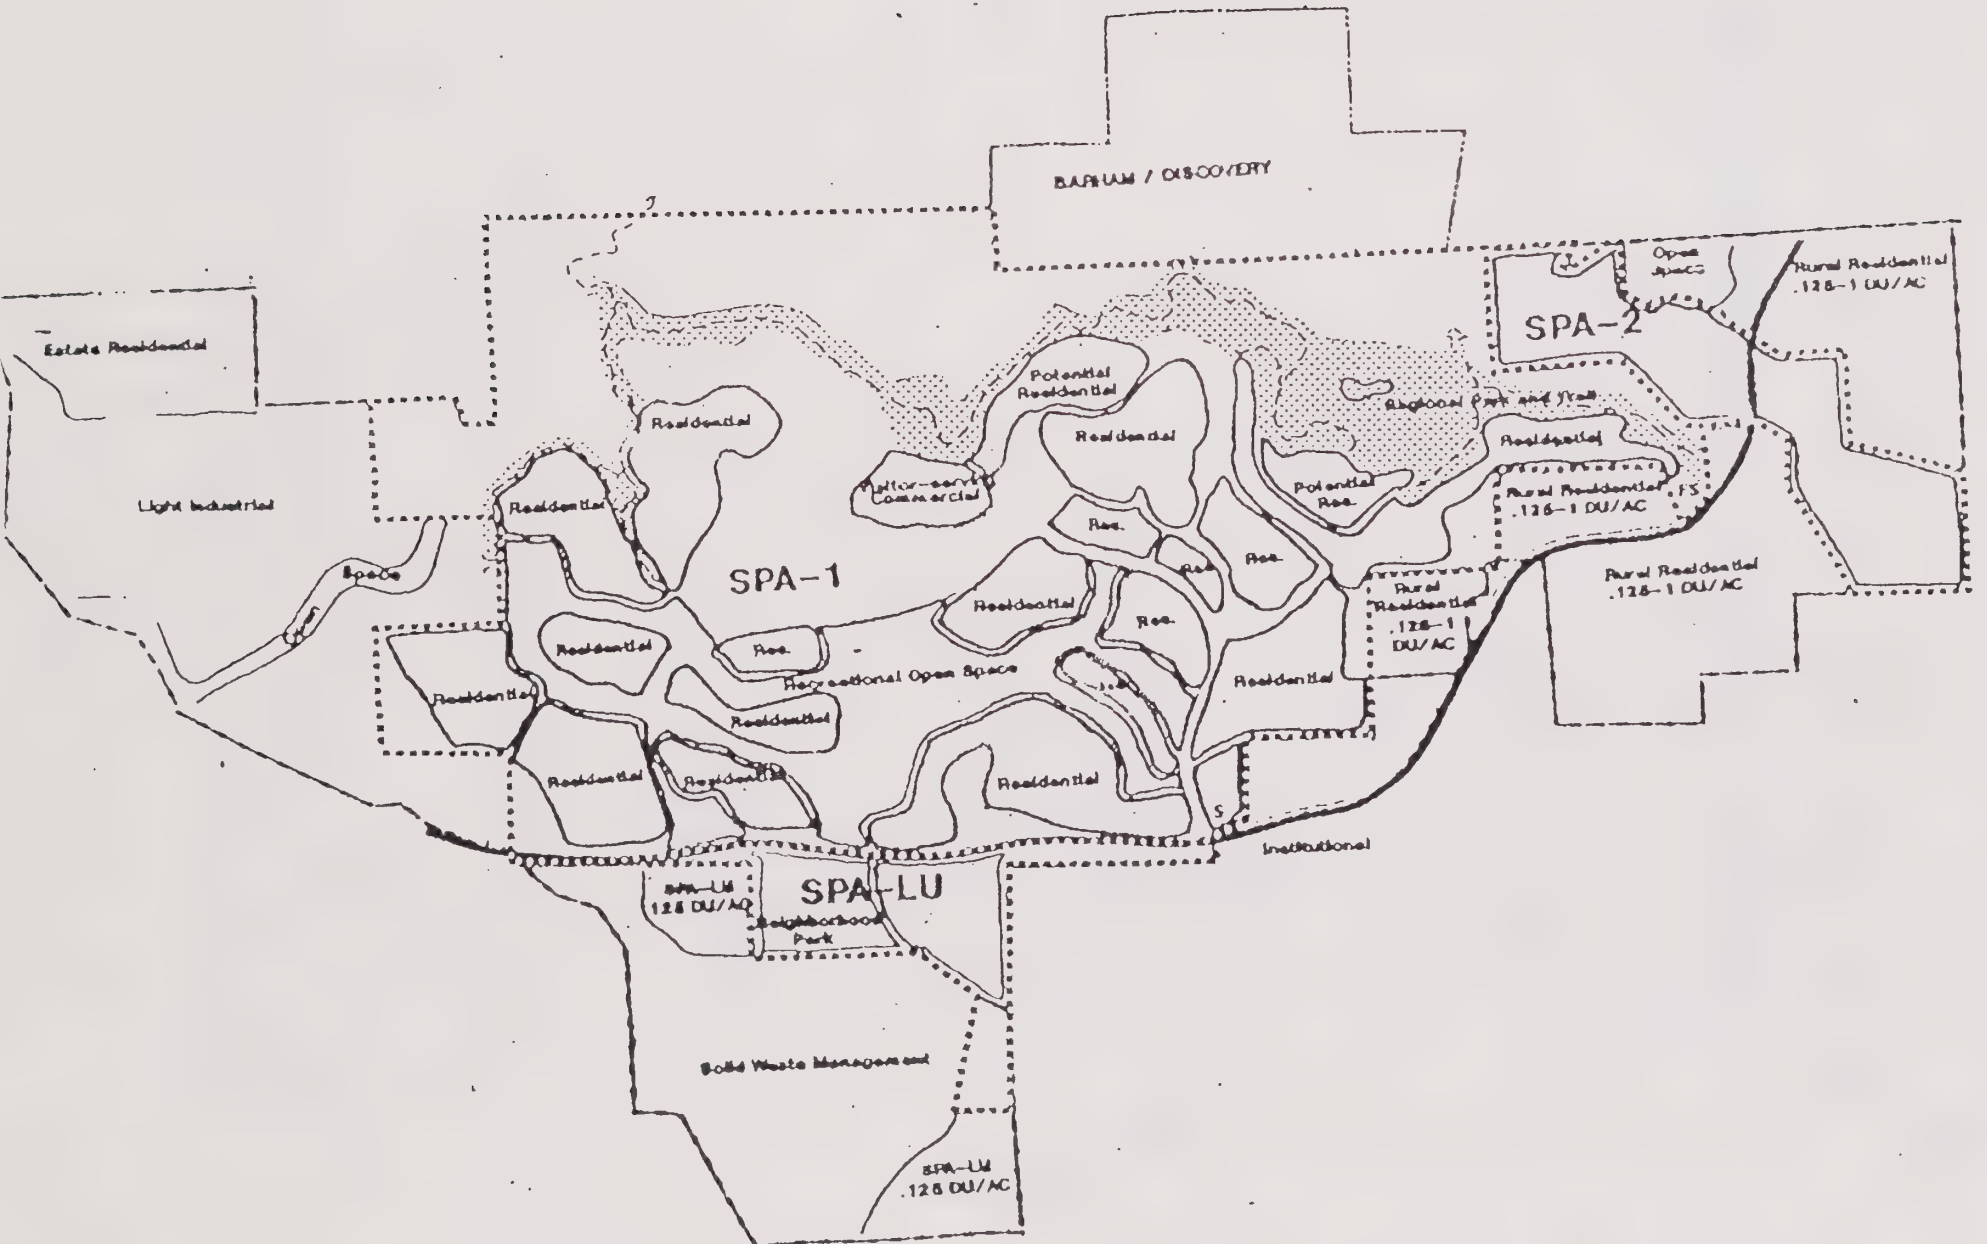 BARHAM / DISCOVERY
Open
Space
Rural Residential
.125-1 DU/AC
SPA-2
Estate Residential
Potential
Residential
Regional Park and Trail
Residential
Residential
Residential
Residential
Visitor-serv
Commercial
Potential
Res.
Rural Residential
.125-1 DU/AC
FS
Light Industrial
Residential
Res.
Res.
Res.
Space
SPA-1
Rural Residential
.125-1 DU/AC
Rural
Residential
.125-1
DU/AC
Residential
Res.
Residential
Res.
Recreational Open Space
Residential
Residential
Residential
Residential
Residential
Residential
S
Institutional
SPA-LU
.125 DU/AC
SPA-LU
Neighborhood
Park
Solid Waste Management
SPA-LU
.125 DU/AC